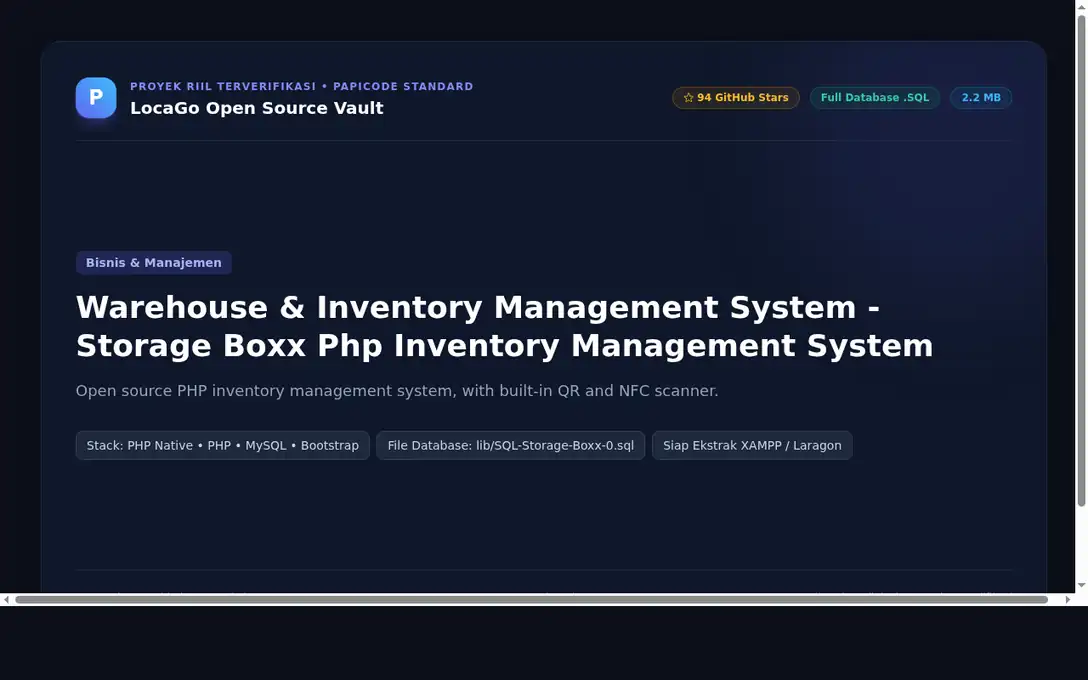 P
PROYEK RIIL TERVERIFIKASI • PAPICODE STANDARD
LocaGo Open Source Vault
☆ 94 GitHub Stars
Full Database .SQL
2.2 MB
Bisnis & Manajemen
Warehouse & Inventory Management System -
Storage Boxx Php Inventory Management System
Open source PHP inventory management system, with built-in QR and NFC scanner.
Stack: PHP Native • PHP • MySQL • Bootstrap
File Database: lib/SQL-Storage-Boxx-0.sql
Siap Ekstrak XAMPP / Laragon